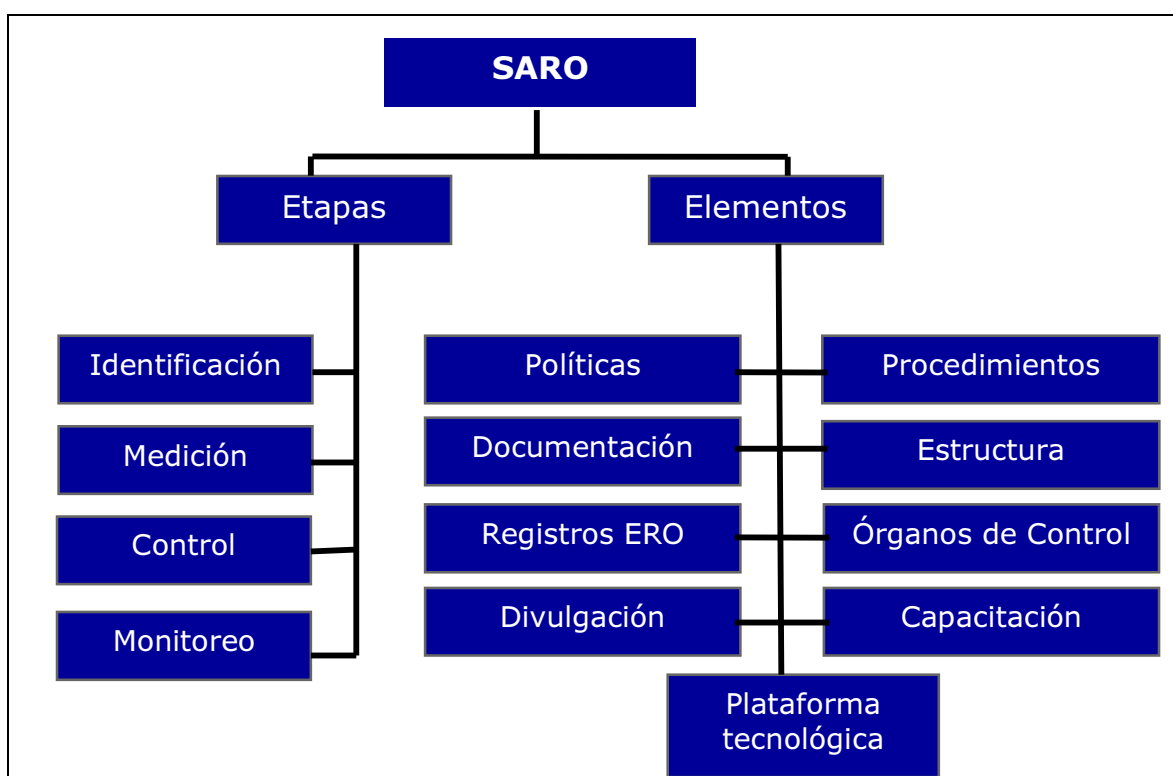 SARO
Etapas
Elementos
Identificación
Políticas
Procedimientos
Medición
Documentación
Estructura
Control
Registros ERO
Órganos de Control
Monitoreo
Divulgación
Capacitación
Plataforma
tecnológica